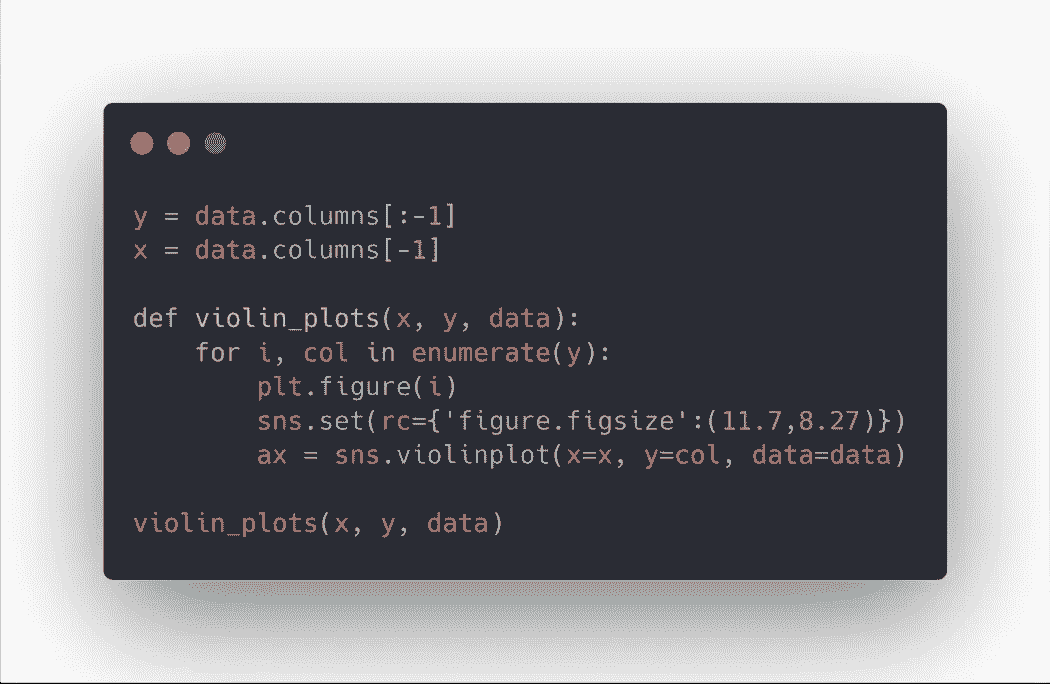 y = data.columns[:-1]
x = data.columns[-1]
def violin_plots(x, y, data):
    for i, col in enumerate(y):
        plt.figure(i)
        sns.set(rc={'figure.figsize':(11.7,8.27)})
        ax = sns.violinplot(x=x, y=col, data=data)
violin_plots(x, y, data)